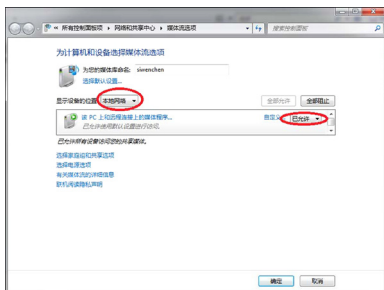 « 所有控制面板项 › 网络和共享中心 › 媒体流选项
搜索控制面板
为计算机和设备选择媒体流选项
为您的媒体库命名: siwenchen
选择默认设置...
显示设备的位置: 本地网络
全部允许 全部阻止
该 PC 上和远程连接上的媒体程序...
自定义... 已允许
已允许使用默认设置进行访问。
已允许所有设备访问您的共享媒体。
选择家庭组和共享选项
选择电源选项
有关媒体流的详细信息
联机阅读隐私声明
确定 取消